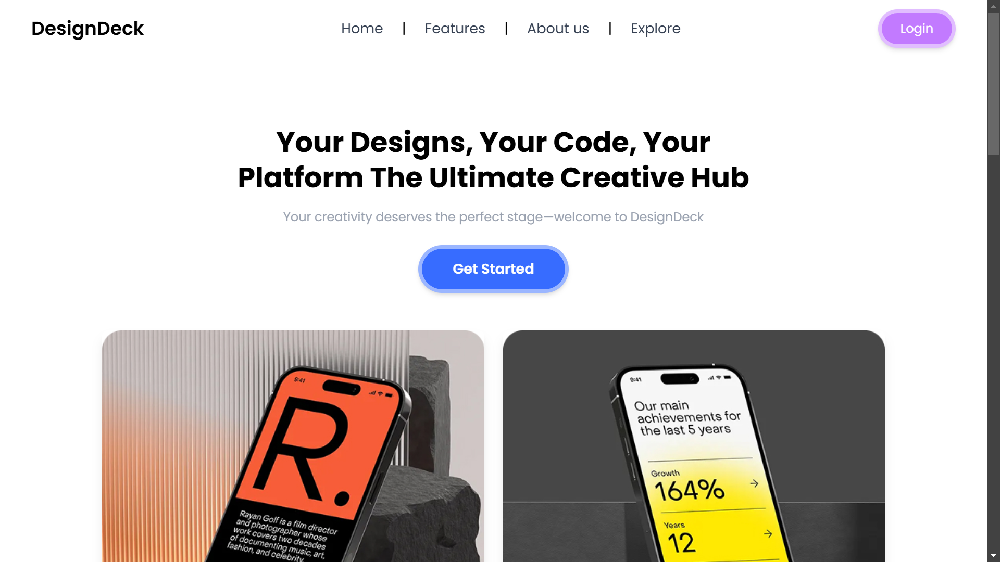 DesignDeck
Home | Features | About us | Explore
Login
Your Designs, Your Code, Your
Platform The Ultimate Creative Hub
Your creativity deserves the perfect stage—welcome to DesignDeck
Get Started
9:41
R.
Rayan Golf is a film director
and photographer whose
work covers two decades
of documenting music, art,
fashion, and celebrity
9:41
Our main
achievements for
the last 5 years
Growth
164%
Years
12